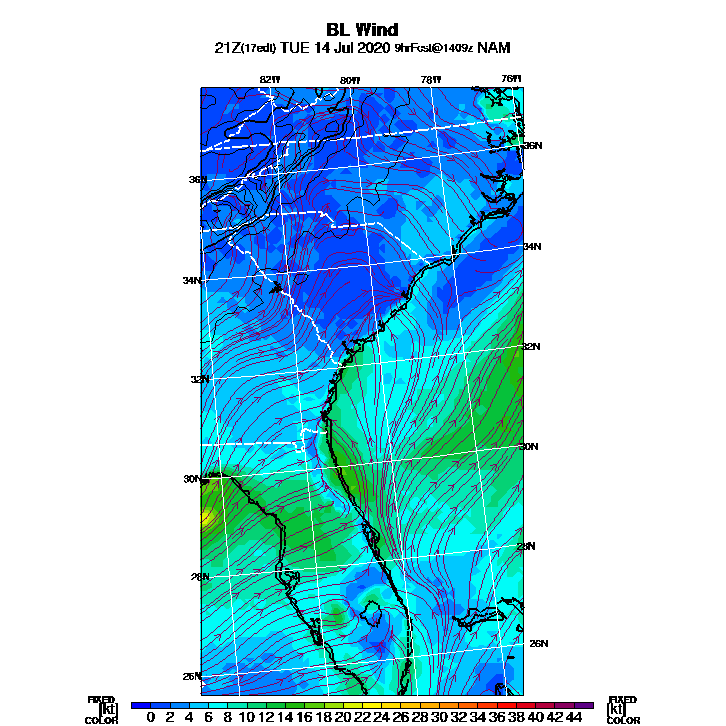 BL Wind
21Z(17edt) TUE 14 Jul 2020 9hrFcst@1409z NAM
82W 80W 78W 76W
36N
36N
34N
34N
32N
32N
30N
30N
28N
28N
26N
26N
FIXED FIXED
[kt] 0 2 4 6 8 10 12 14 16 18 20 22 24 26 28 30 32 34 36 38 40 42 44 [kt]
COLOR COLOR